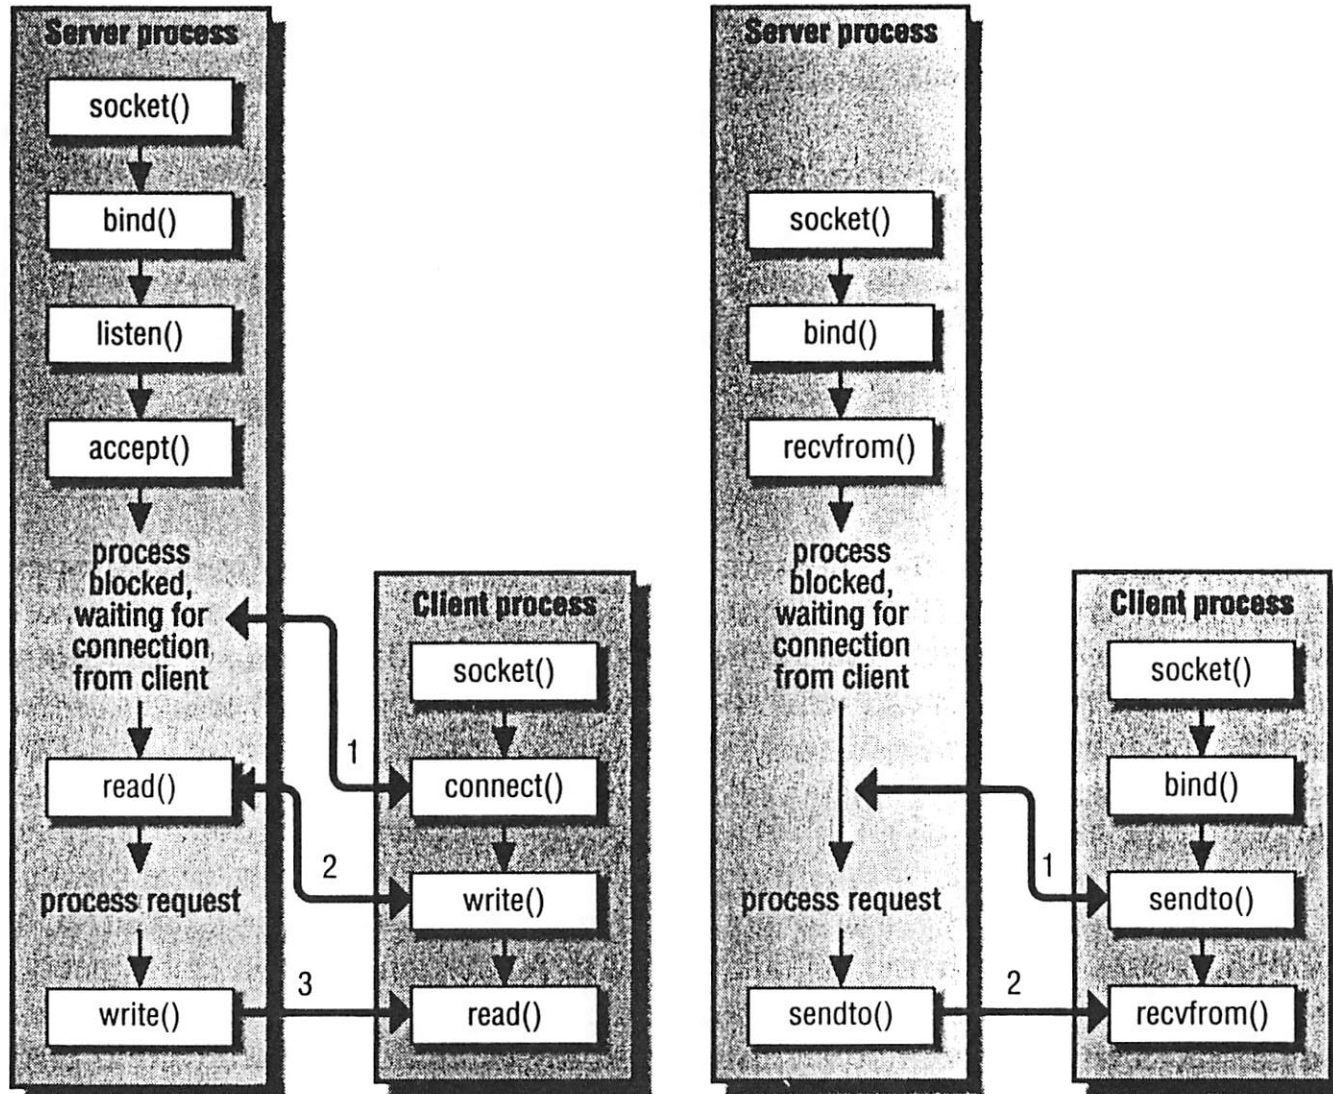 Server process
socket()
bind()
listen()
accept()
process
blocked,
waiting for
connection
from client
read()
process request
write()
Client process
socket()
connect()
write()
read()
1
2
3
Server process
socket()
bind()
recvfrom()
process
blocked,
waiting for
connection
from client
process request
sendto()
Client process
socket()
bind()
sendto()
recvfrom()
1
2